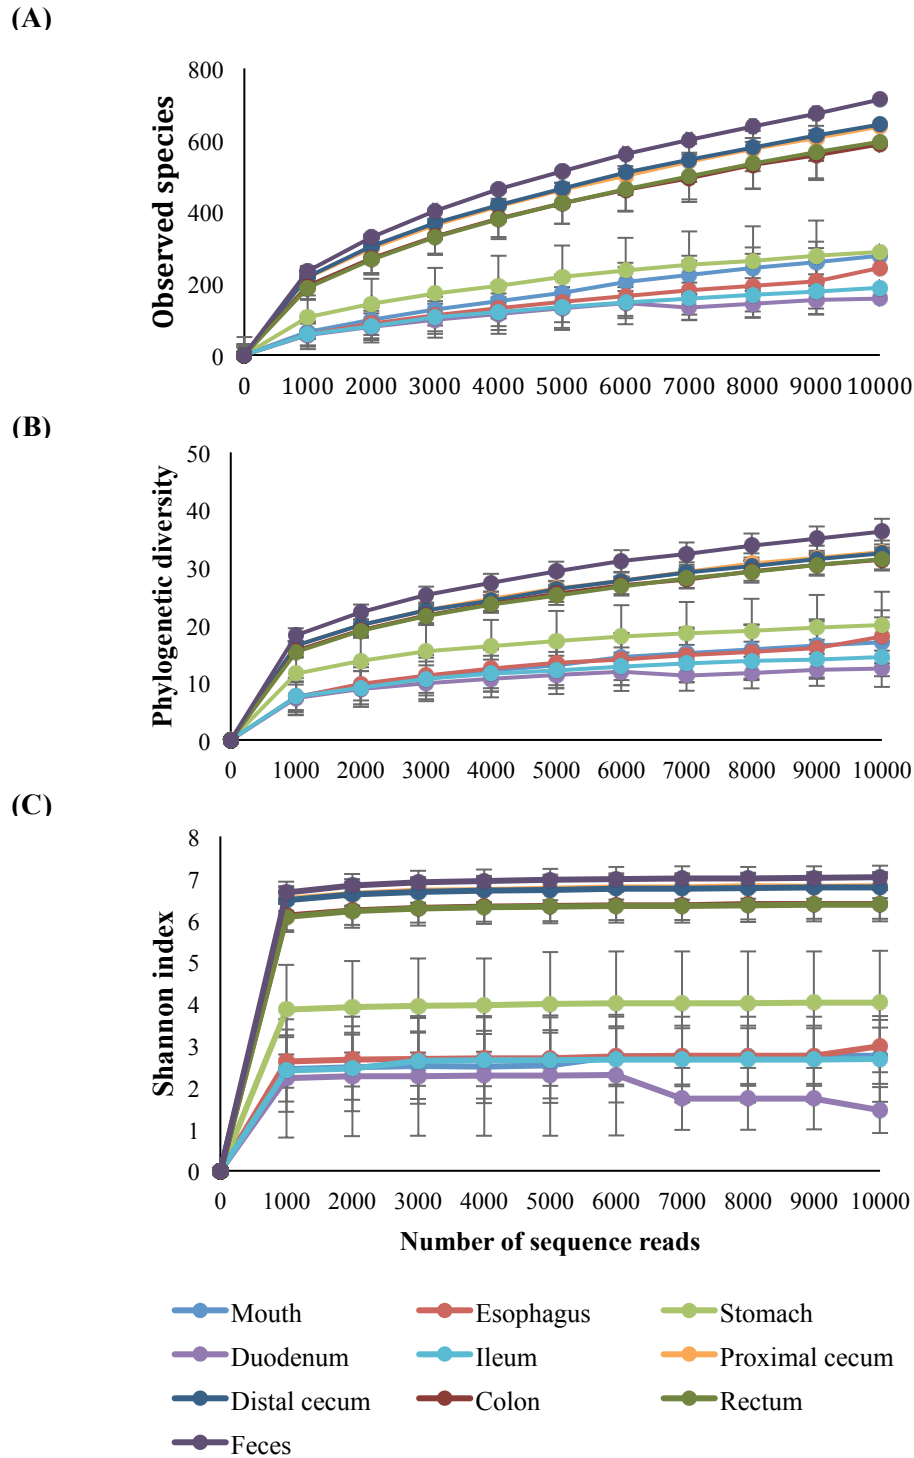 (A)
Observed species
800
600
400
200
0
0 1000 2000 3000 4000 5000 6000 7000 8000 9000 10000
(B)
Phylogenetic diversity
50
40
30
20
10
0
0 1000 2000 3000 4000 5000 6000 7000 8000 9000 10000
(C)
Shannon index
8
7
6
5
4
3
2
1
0
0 1000 2000 3000 4000 5000 6000 7000 8000 9000 10000
Number of sequence reads
Mouth Esophagus Stomach
Duodenum Ileum Proximal cecum
Distal cecum Colon Rectum
Feces